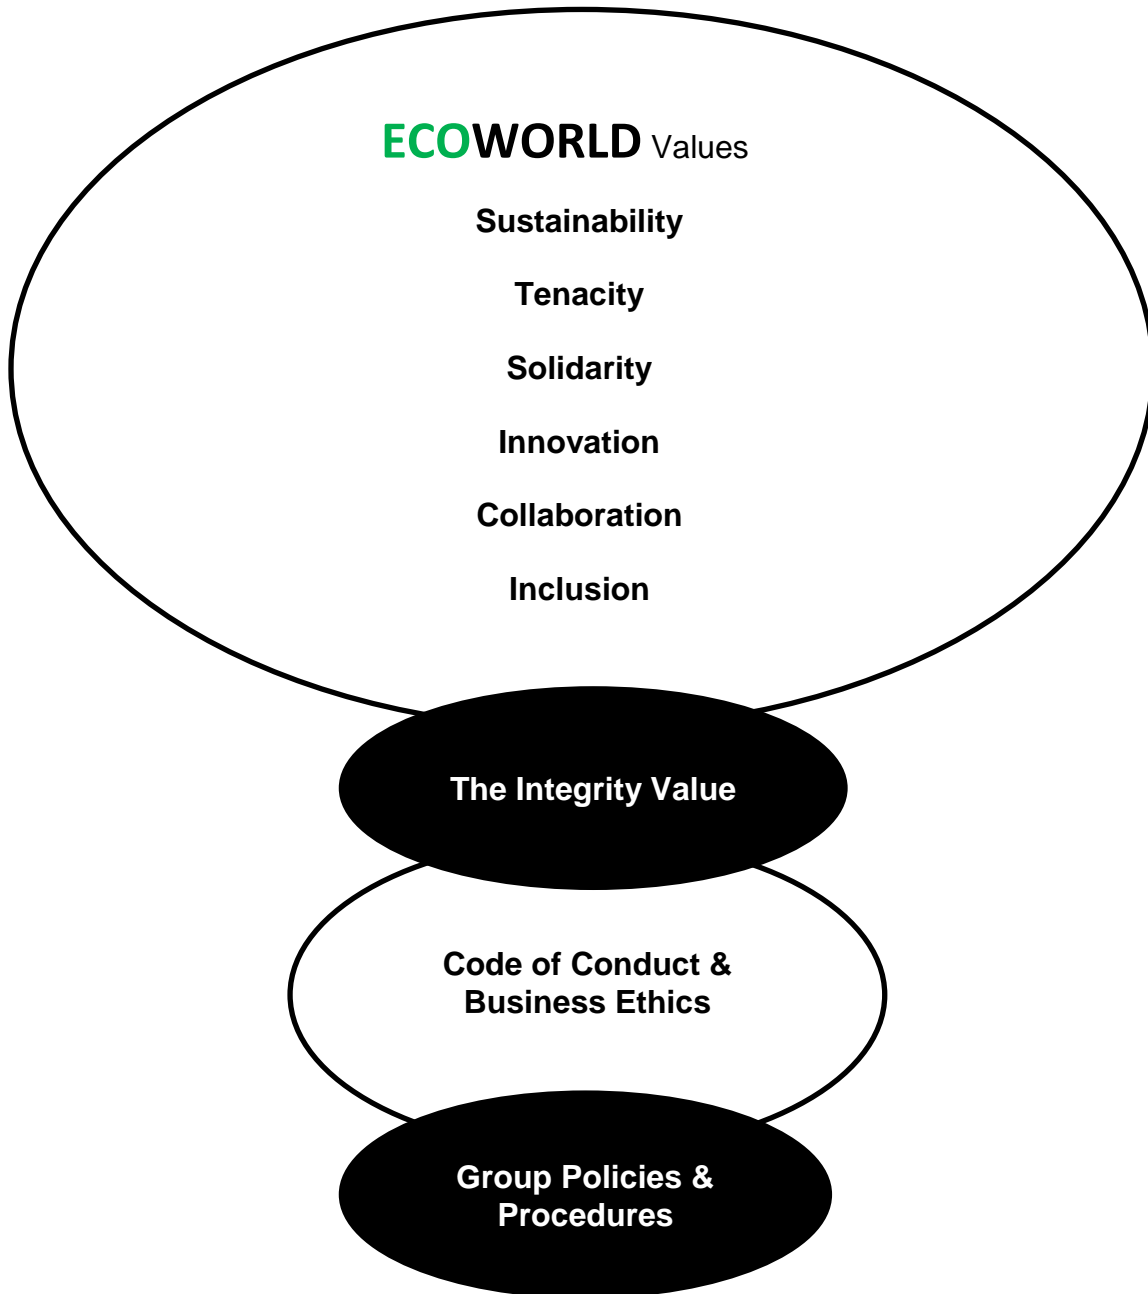 ECOWORLD Values
Sustainability
Tenacity
Solidarity
Innovation
Collaboration
Inclusion
The Integrity Value
Code of Conduct &
Business Ethics
Group Policies &
Procedures